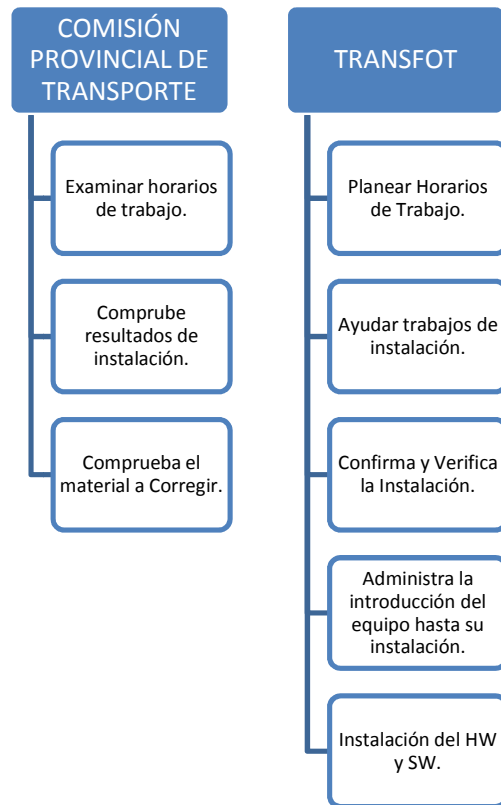 COMISIÓN
PROVINCIAL DE
TRANSPORTE
Examinar horarios
de trabajo.
Comprube
resultados de
instalación.
Comprueba el
material a Corregir.
TRANSFOT
Planear Horarios
de Trabajo.
Ayudar trabajos de
instalación.
Confirma y Verifica
la Instalación.
Administra la
introducción del
equipo hasta su
instalación.
Instalación del HW
y SW.